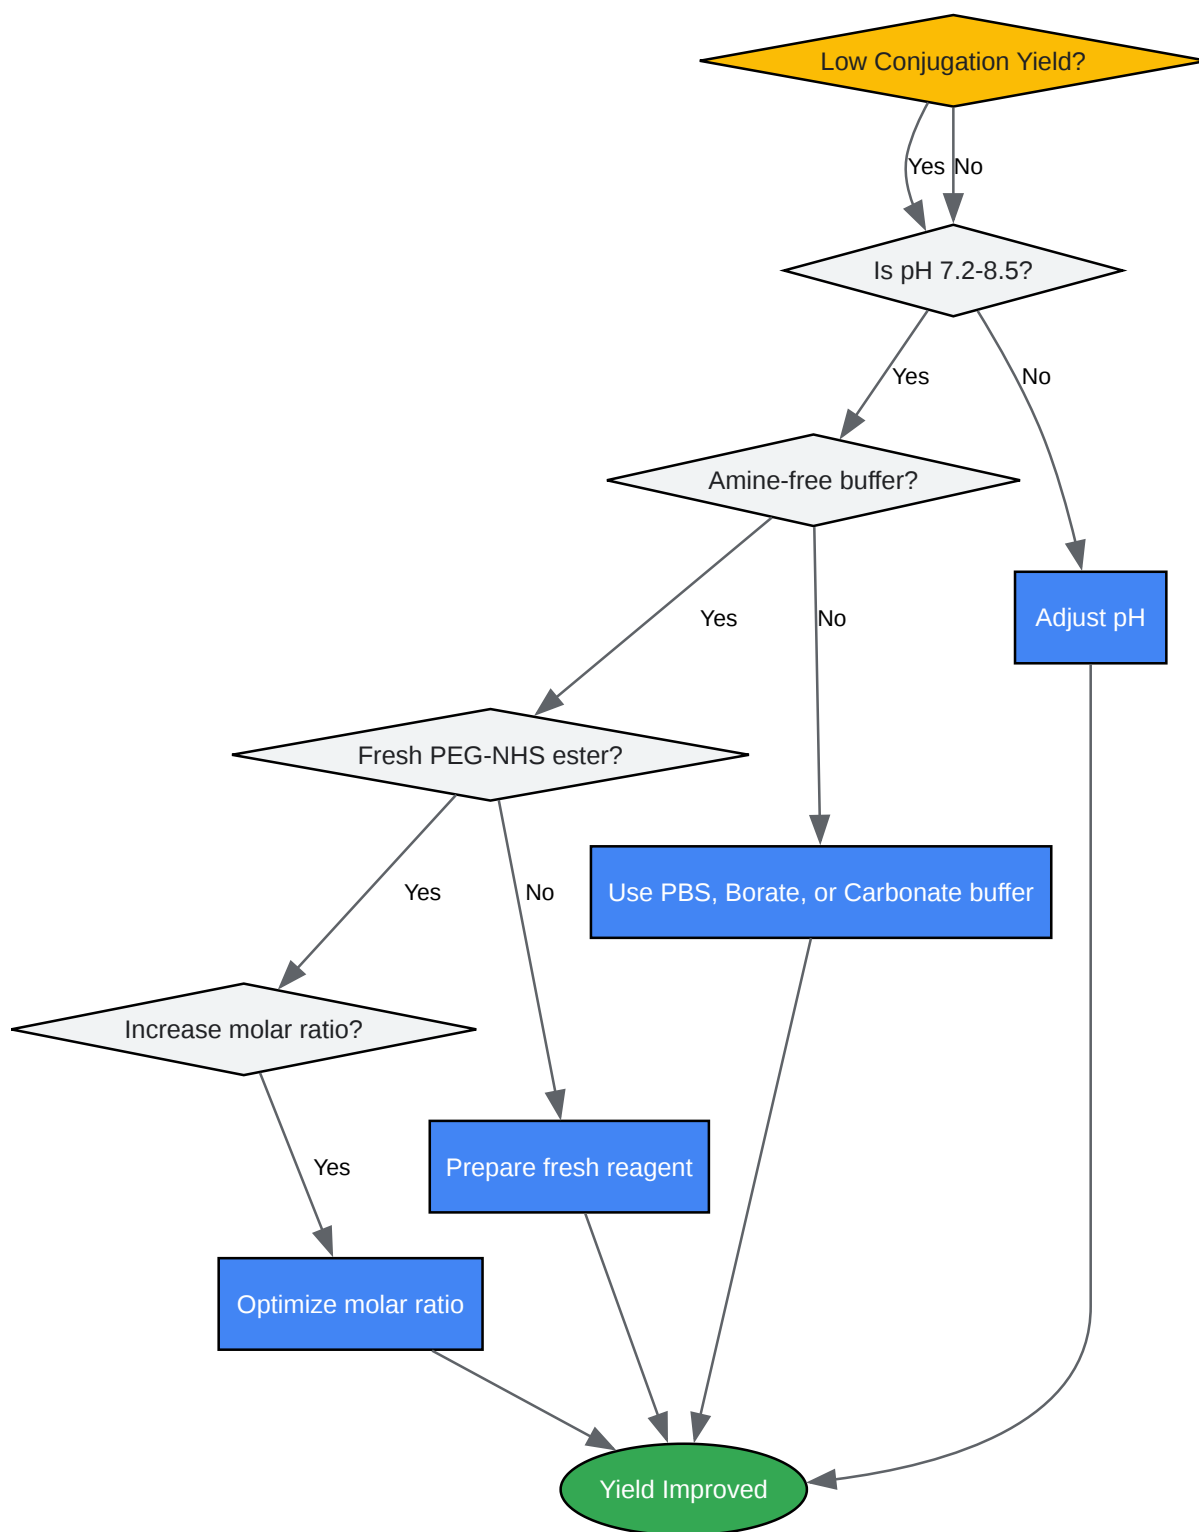 Low Conjugation Yield?
Yes
No
Is pH 7.2-8.5?
Yes
No
Amine-free buffer?
Yes
No
Adjust pH
Fresh PEG-NHS ester?
Yes
No
Use PBS, Borate, or Carbonate buffer
Increase molar ratio?
Yes
Prepare fresh reagent
Optimize molar ratio
Yield Improved